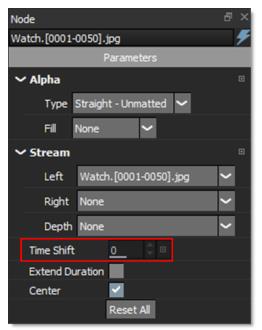 Node
Watch.[0001-0050].jpg
Parameters
Alpha
Type Straight - Unmatted
Fill None
Stream
Left Watch.[0001-0050].jpg
Right None
Depth None
Time Shift 0
Extend Duration
Center
Reset All